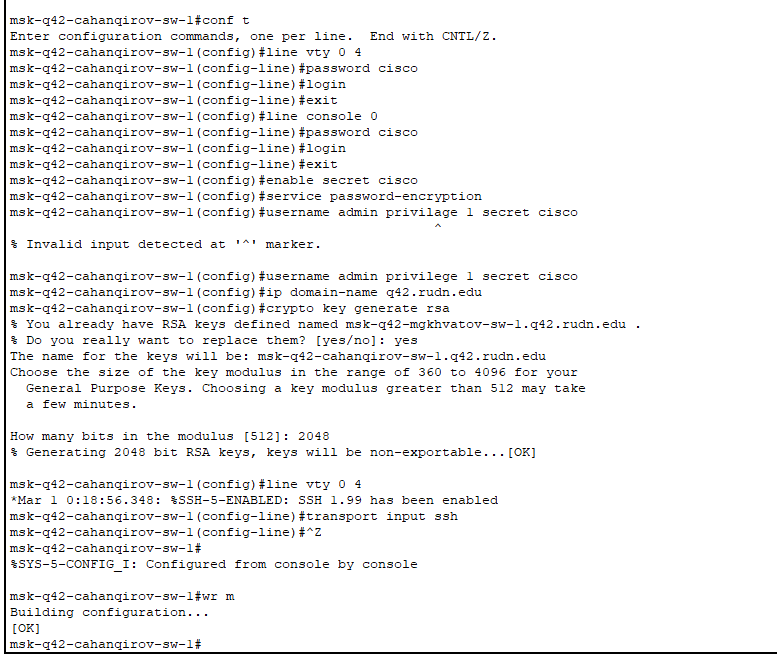 msk-q42-cahanqirov-sw-1#conf t
Enter configuration commands, one per line.  End with CNTL/Z.
msk-q42-cahanqirov-sw-1(config)#line vty 0 4
msk-q42-cahanqirov-sw-1(config-line)#password cisco
msk-q42-cahanqirov-sw-1(config-line)#login
msk-q42-cahanqirov-sw-1(config-line)#exit
msk-q42-cahanqirov-sw-1(config)#line console 0
msk-q42-cahanqirov-sw-1(config-line)#password cisco
msk-q42-cahanqirov-sw-1(config-line)#login
msk-q42-cahanqirov-sw-1(config-line)#exit
msk-q42-cahanqirov-sw-1(config)#enable secret cisco
msk-q42-cahanqirov-sw-1(config)#service password-encryption
msk-q42-cahanqirov-sw-1(config)#username admin privilage 1 secret cisco
^
% Invalid input detected at '^' marker.
msk-q42-cahanqirov-sw-1(config)#username admin privilege 1 secret cisco
msk-q42-cahanqirov-sw-1(config)#ip domain-name q42.rudn.edu
msk-q42-cahanqirov-sw-1(config)#crypto key generate rsa
% You already have RSA keys defined named msk-q42-mgkhvatov-sw-1.q42.rudn.edu .
% Do you really want to replace them? [yes/no]: yes
The name for the keys will be: msk-q42-cahanqirov-sw-1.q42.rudn.edu
Choose the size of the key modulus in the range of 360 to 4096 for your
General Purpose Keys. Choosing a key modulus greater than 512 may take
a few minutes.
How many bits in the modulus [512]: 2048
% Generating 2048 bit RSA keys, keys will be non-exportable...[OK]
msk-q42-cahanqirov-sw-1(config)#line vty 0 4
*Mar 1 0:18:56.348: %SSH-5-ENABLED: SSH 1.99 has been enabled
msk-q42-cahanqirov-sw-1(config-line)#transport input ssh
msk-q42-cahanqirov-sw-1(config-line)#^Z
msk-q42-cahanqirov-sw-1#
%SYS-5-CONFIG_I: Configured from console by console
msk-q42-cahanqirov-sw-1#wr m
Building configuration...
[OK]
msk-q42-cahanqirov-sw-1#